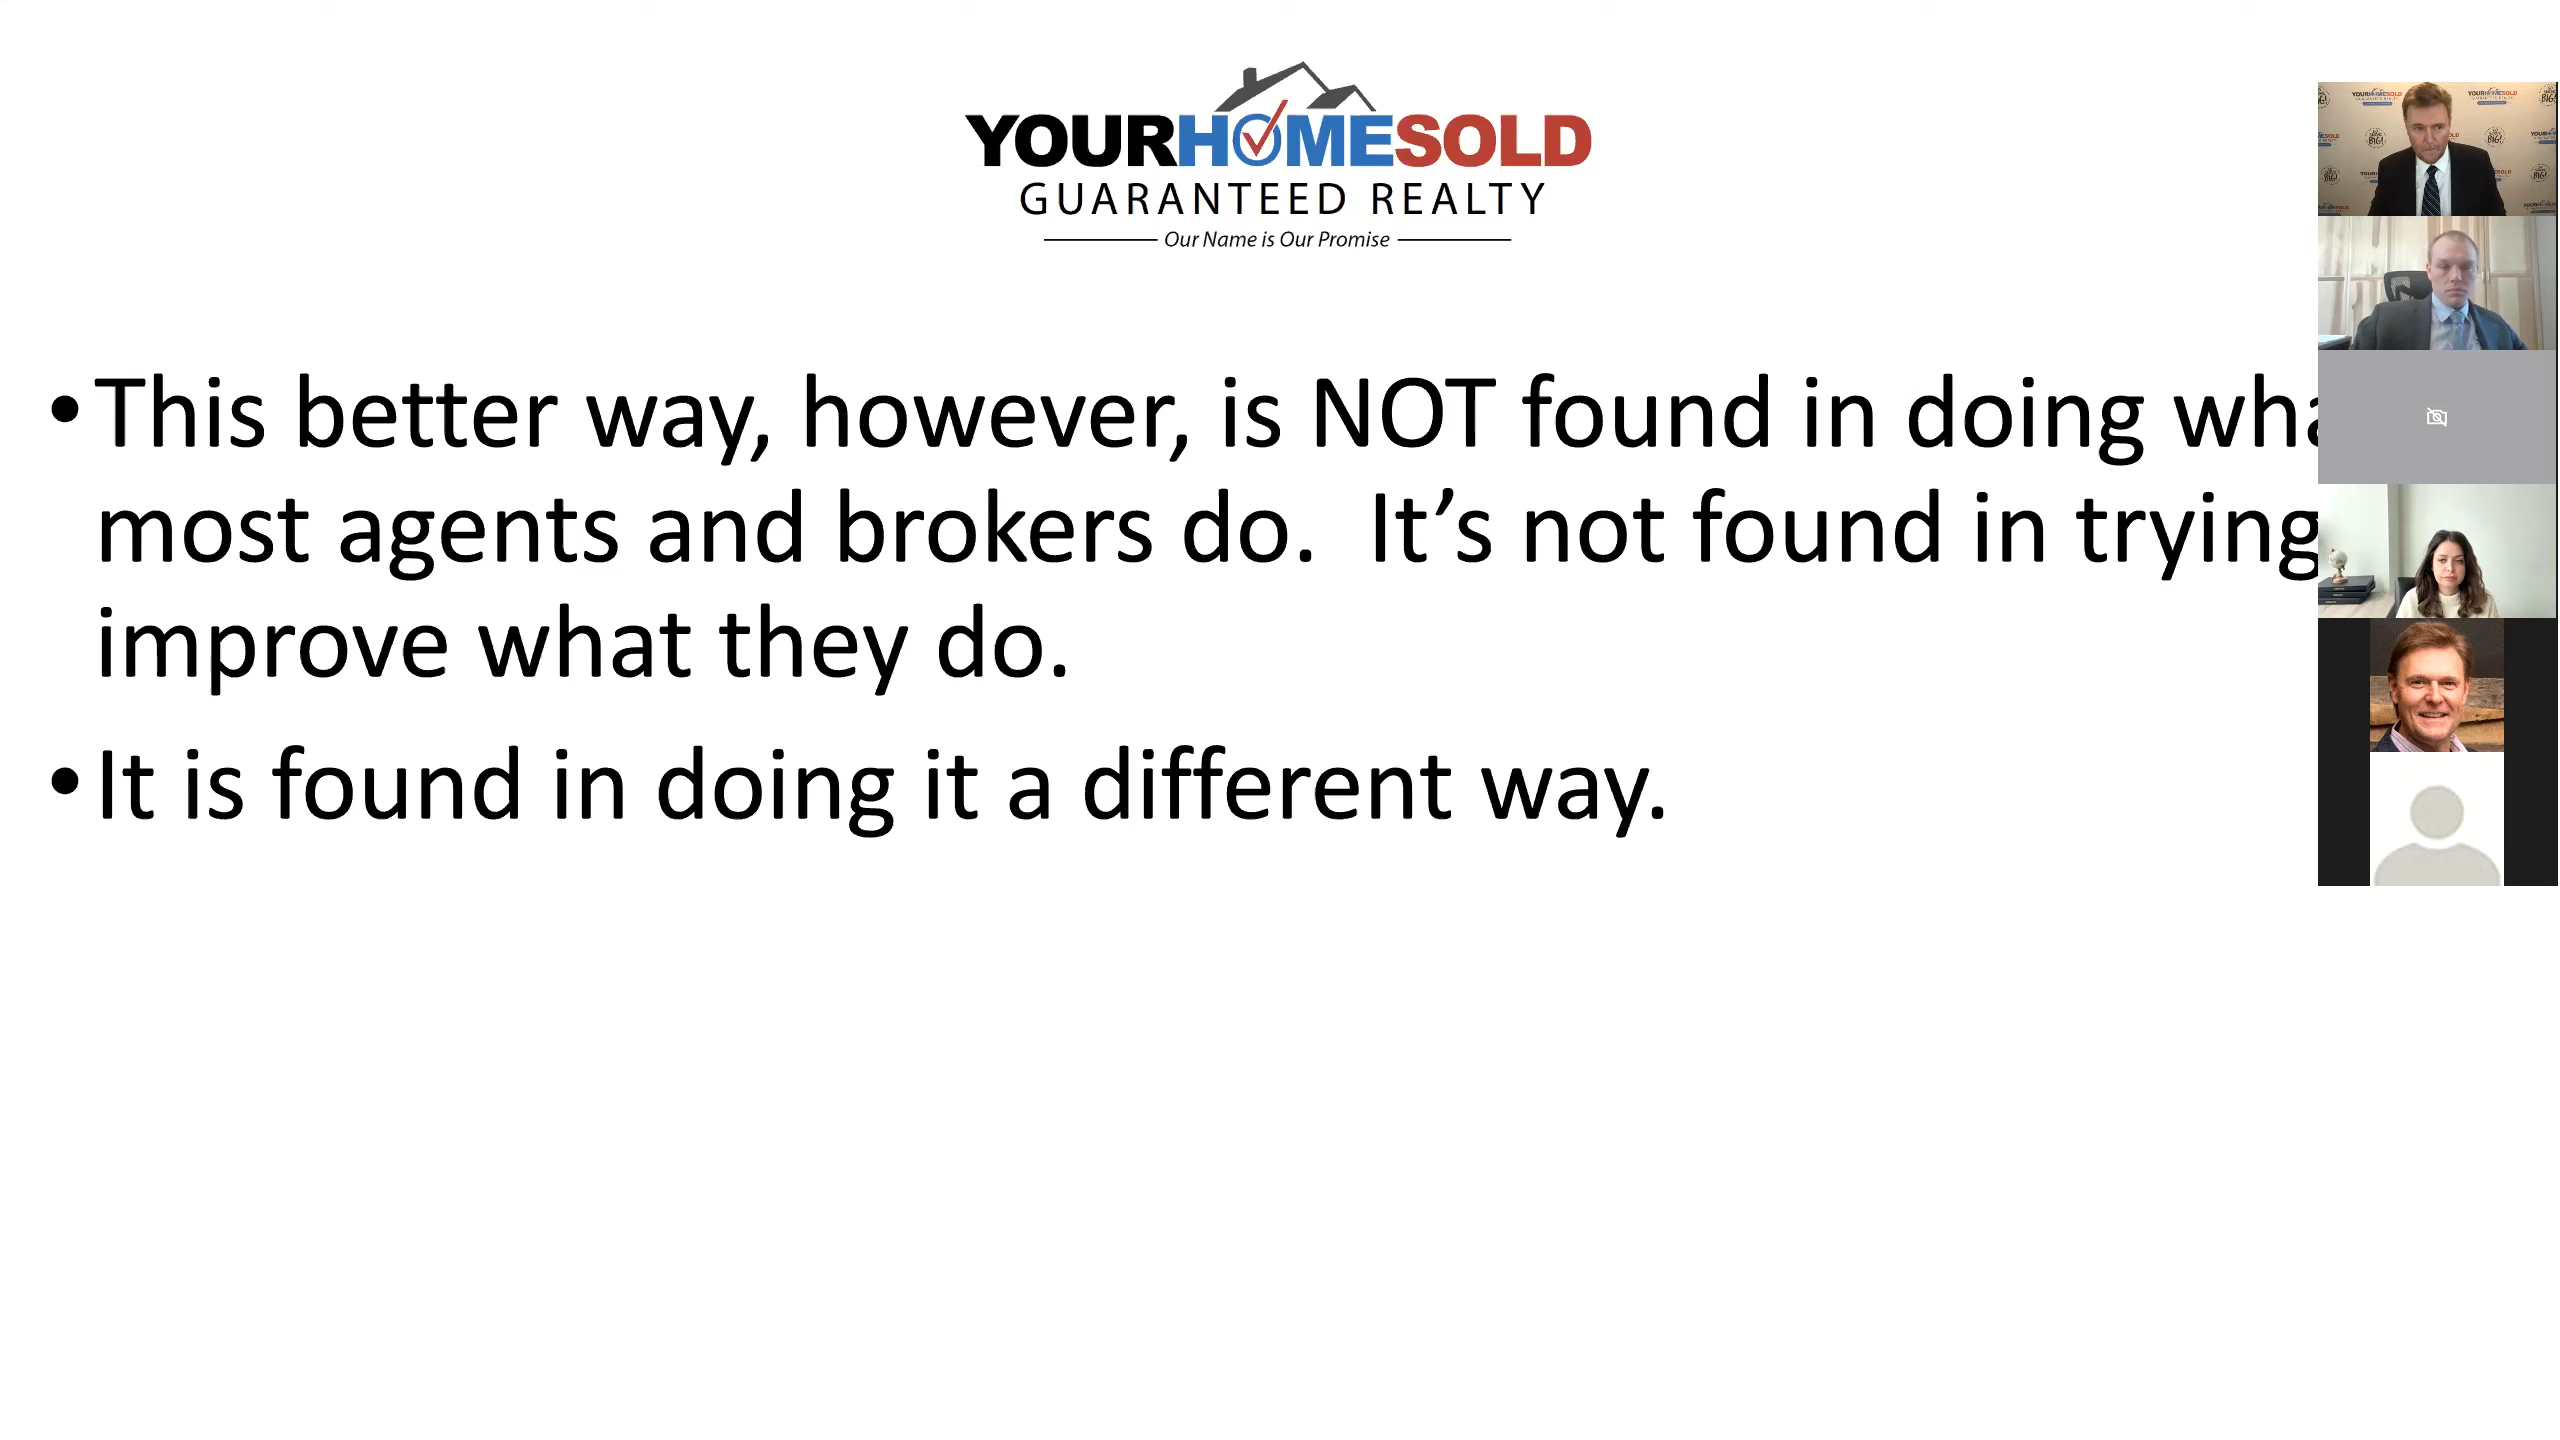 YOURHOMESOLD
GUARANTEED REALTY
Our Name is Our Promise
•This better way, however, is NOT found in doing
most agents and brokers do.  It’s not found in trying
improve what they do.
•It is found in doing it a different way.